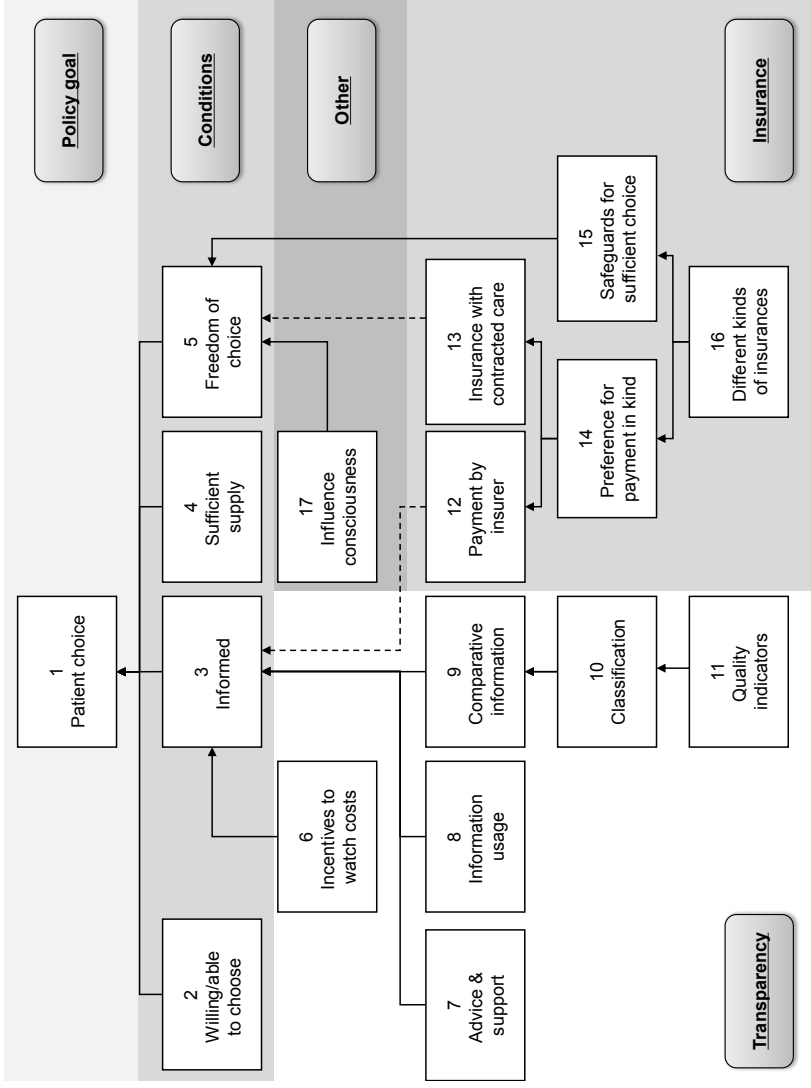 Policy goal
1
Patient choice
Conditions
2
Willing/able
to choose
3
Informed
4
Sufficient
supply
5
Freedom of
choice
Other
6
Incentives to
watch costs
17
Influence
consciousness
7
Advice &
support
8
Information
usage
9
Comparative
information
12
Payment by
insurer
13
Insurance with
contracted care
10
Classification
14
Preference for
payment in kind
15
Safeguards for
sufficient choice
11
Quality
indicators
16
Different kinds
of insurances
Transparency
Insurance